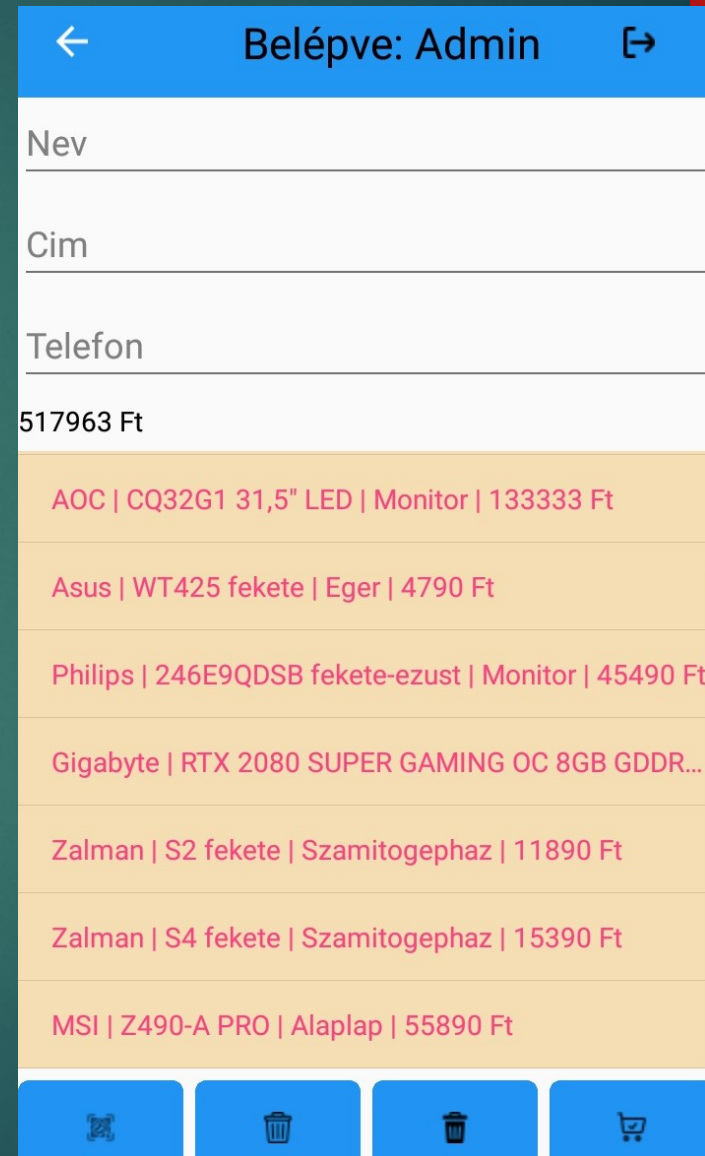 Belépve: Admin
Nev
Cim
Telefon
517963 Ft
AOC | CQ32G1 31,5" LED | Monitor | 133333 Ft
Asus | WT425 fekete | Eger | 4790 Ft
Philips | 246E9QDSB fekete-ezust | Monitor | 45490 Ft
Gigabyte | RTX 2080 SUPER GAMING OC 8GB GDDR...
Zalman | S2 fekete | Szamitogephaz | 11890 Ft
Zalman | S4 fekete | Szamitogephaz | 15390 Ft
MSI | Z490-A PRO | Alaplap | 55890 Ft